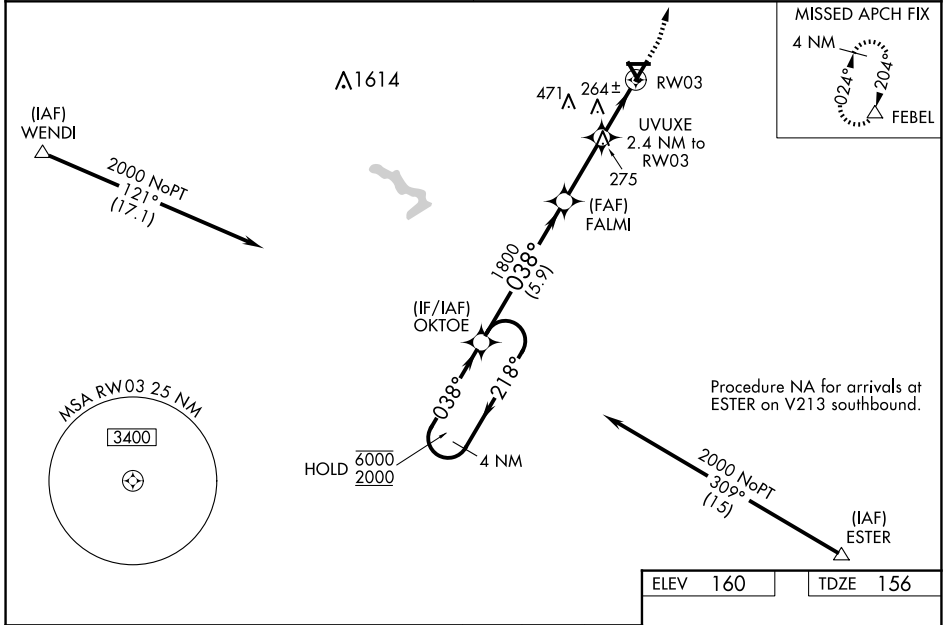 MISSED APCH FIX
4 NM
024°
204°
FEBEL
1614
471
264±
RW03
UVUXE
2.4 NM to
RW03
275
(IAF)
WENDI
2000 NoPT
121°
(17.1)
(FAF)
FALMI
1800
038°
(5.9)
(IF/IAF)
OKTOE
038°
218°
HOLD 6000
2000
4 NM
MSA RW03 25 NM
3400
Procedure NA for arrivals at
ESTER on V213 southbound.
2000 NoPT
309°
(15)
(IAF)
ESTER
ELEV 160
TDZE 156